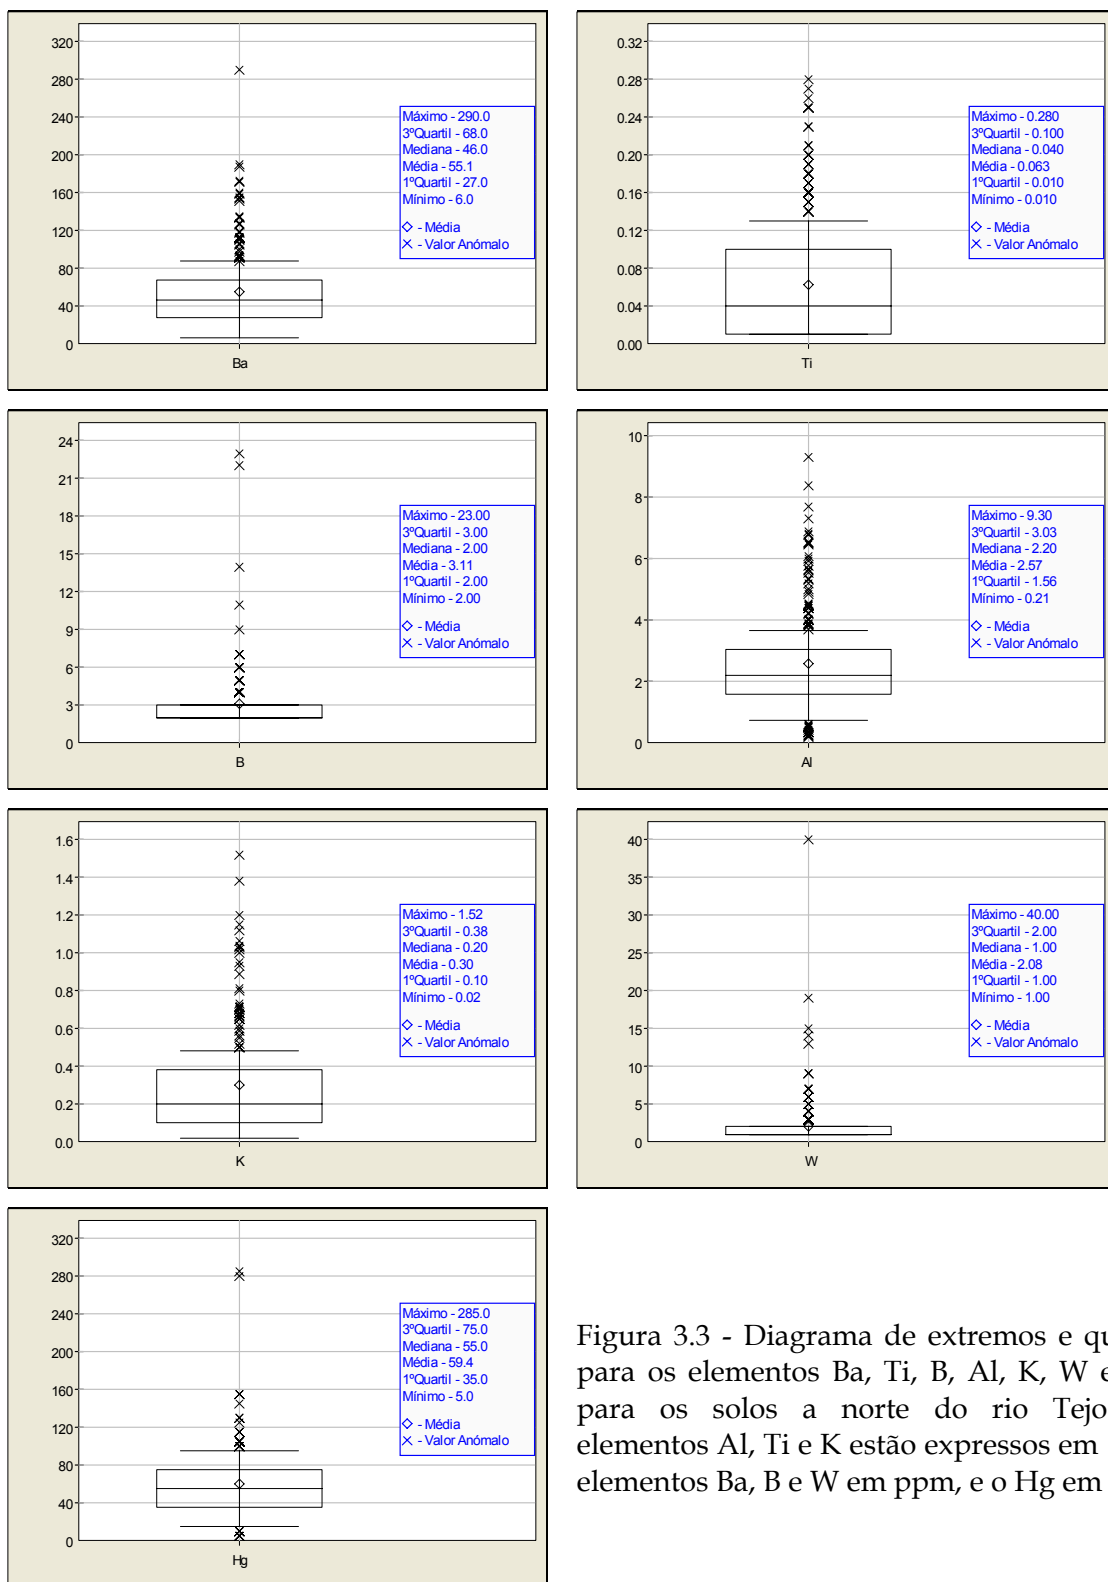 320
280
240
200
160
120
80
40
0
Ba
Máximo - 290.0
3ºQuartil - 68.0
Mediana - 46.0
Média - 55.1
1ºQuartil - 27.0
Mínimo - 6.0
- Média
- Valor Anómalo
0.32
0.28
0.24
0.20
0.16
0.12
0.08
0.04
0.00
Ti
Máximo - 0.280
3ºQuartil - 0.100
Mediana - 0.040
Média - 0.063
1ºQuartil - 0.010
Mínimo - 0.010
- Média
- Valor Anómalo
24
21
18
15
12
9
6
3
0
B
Máximo - 23.00
3ºQuartil - 3.00
Mediana - 2.00
Média - 3.11
1ºQuartil - 2.00
Mínimo - 2.00
- Média
- Valor Anómalo
10
8
6
4
2
0
Al
Máximo - 9.30
3ºQuartil - 3.03
Mediana - 2.20
Média - 2.57
1ºQuartil - 1.56
Mínimo - 0.21
- Média
- Valor Anómalo
1.6
1.4
1.2
1.0
0.8
0.6
0.4
0.2
0.0
K
Máximo - 1.52
3ºQuartil - 0.38
Mediana - 0.20
Média - 0.30
1ºQuartil - 0.10
Mínimo - 0.02
- Média
- Valor Anómalo
40
35
30
25
20
15
10
5
0
W
Máximo - 40.00
3ºQuartil - 2.00
Mediana - 1.00
Média - 2.08
1ºQuartil - 1.00
Mínimo - 1.00
- Média
- Valor Anómalo
320
280
240
200
160
120
80
40
0
Hg
Máximo - 285.0
3ºQuartil - 75.0
Mediana - 55.0
Média - 59.4
1ºQuartil - 35.0
Mínimo - 5.0
- Média
- Valor Anómalo
Figura 3.3 - Diagrama de extremos e qu
para os elementos Ba, Ti, B, Al, K, W e
para os solos a norte do rio Tejo
elementos Al, Ti e K estão expressos em
elementos Ba, B e W em ppm, e o Hg em